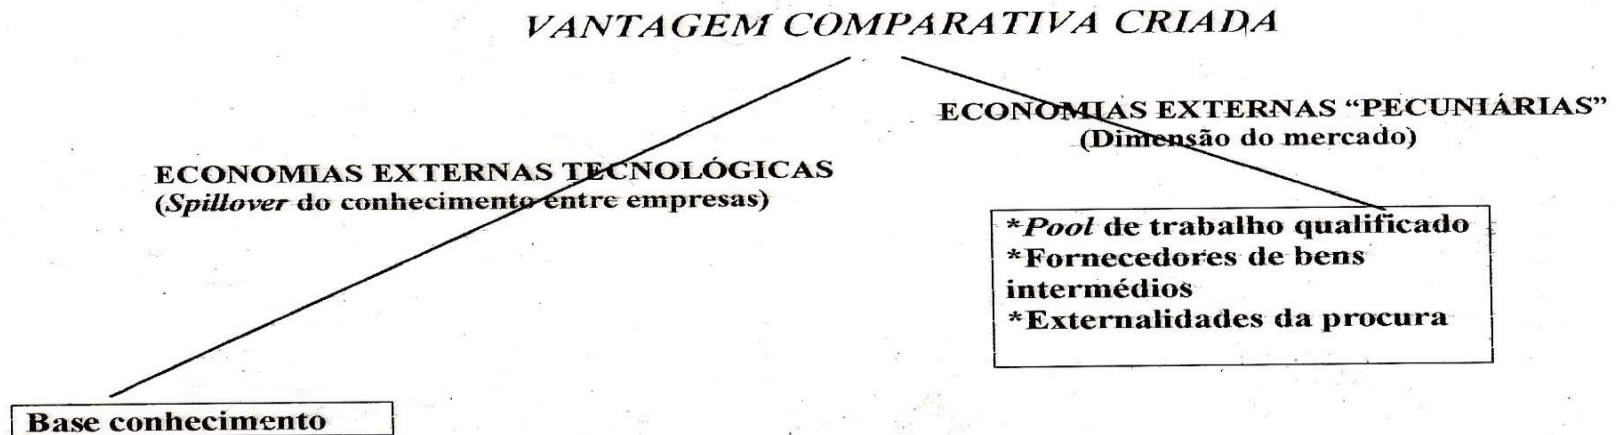 VANTAGEM COMPARATIVA CRIADA
ECONOMIAS EXTERNAS “PECUNIÁRIAS”
(Dimensão do mercado)
ECONOMIAS EXTERNAS TECNOLÓGICAS
(Spillover do conhecimento entre empresas)
*Pool de trabalho qualificado
*Fornecedores de bens
intermédios
*Externalidades da procura
Base conhecimento